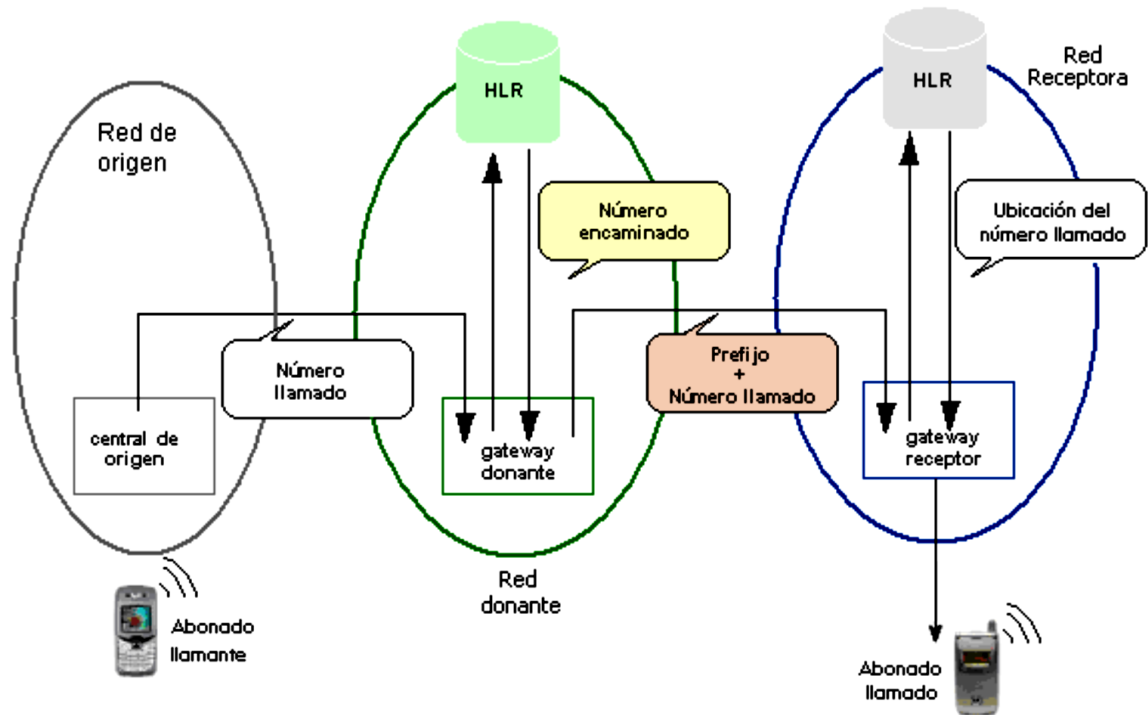 HLR
HLR
Red
Receptora
Red de
origen
Número
encaminado
Ubicación del
número llamado
Número
llamado
Prefijo
+
Número llamado
central de
origen
gateway
donante
gateway
receptor
Red
donante
Abonado
llamante
Abonado
llamado